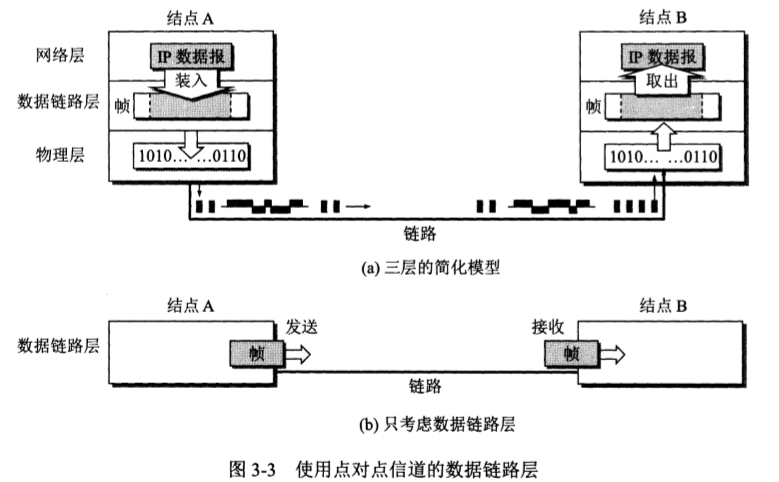 结点 A
结点 B
网络层
IP 数据报
IP 数据报
装入
取出
数据链路层
帧
帧
物理层
1010… …0110
1010… …0110
链路
(a) 三层的简化模型
结点 A
结点 B
数据链路层
发送
接收
帧
帧
链路
(b) 只考虑数据链路层
图 3-3 使用点对点信道的数据链路层